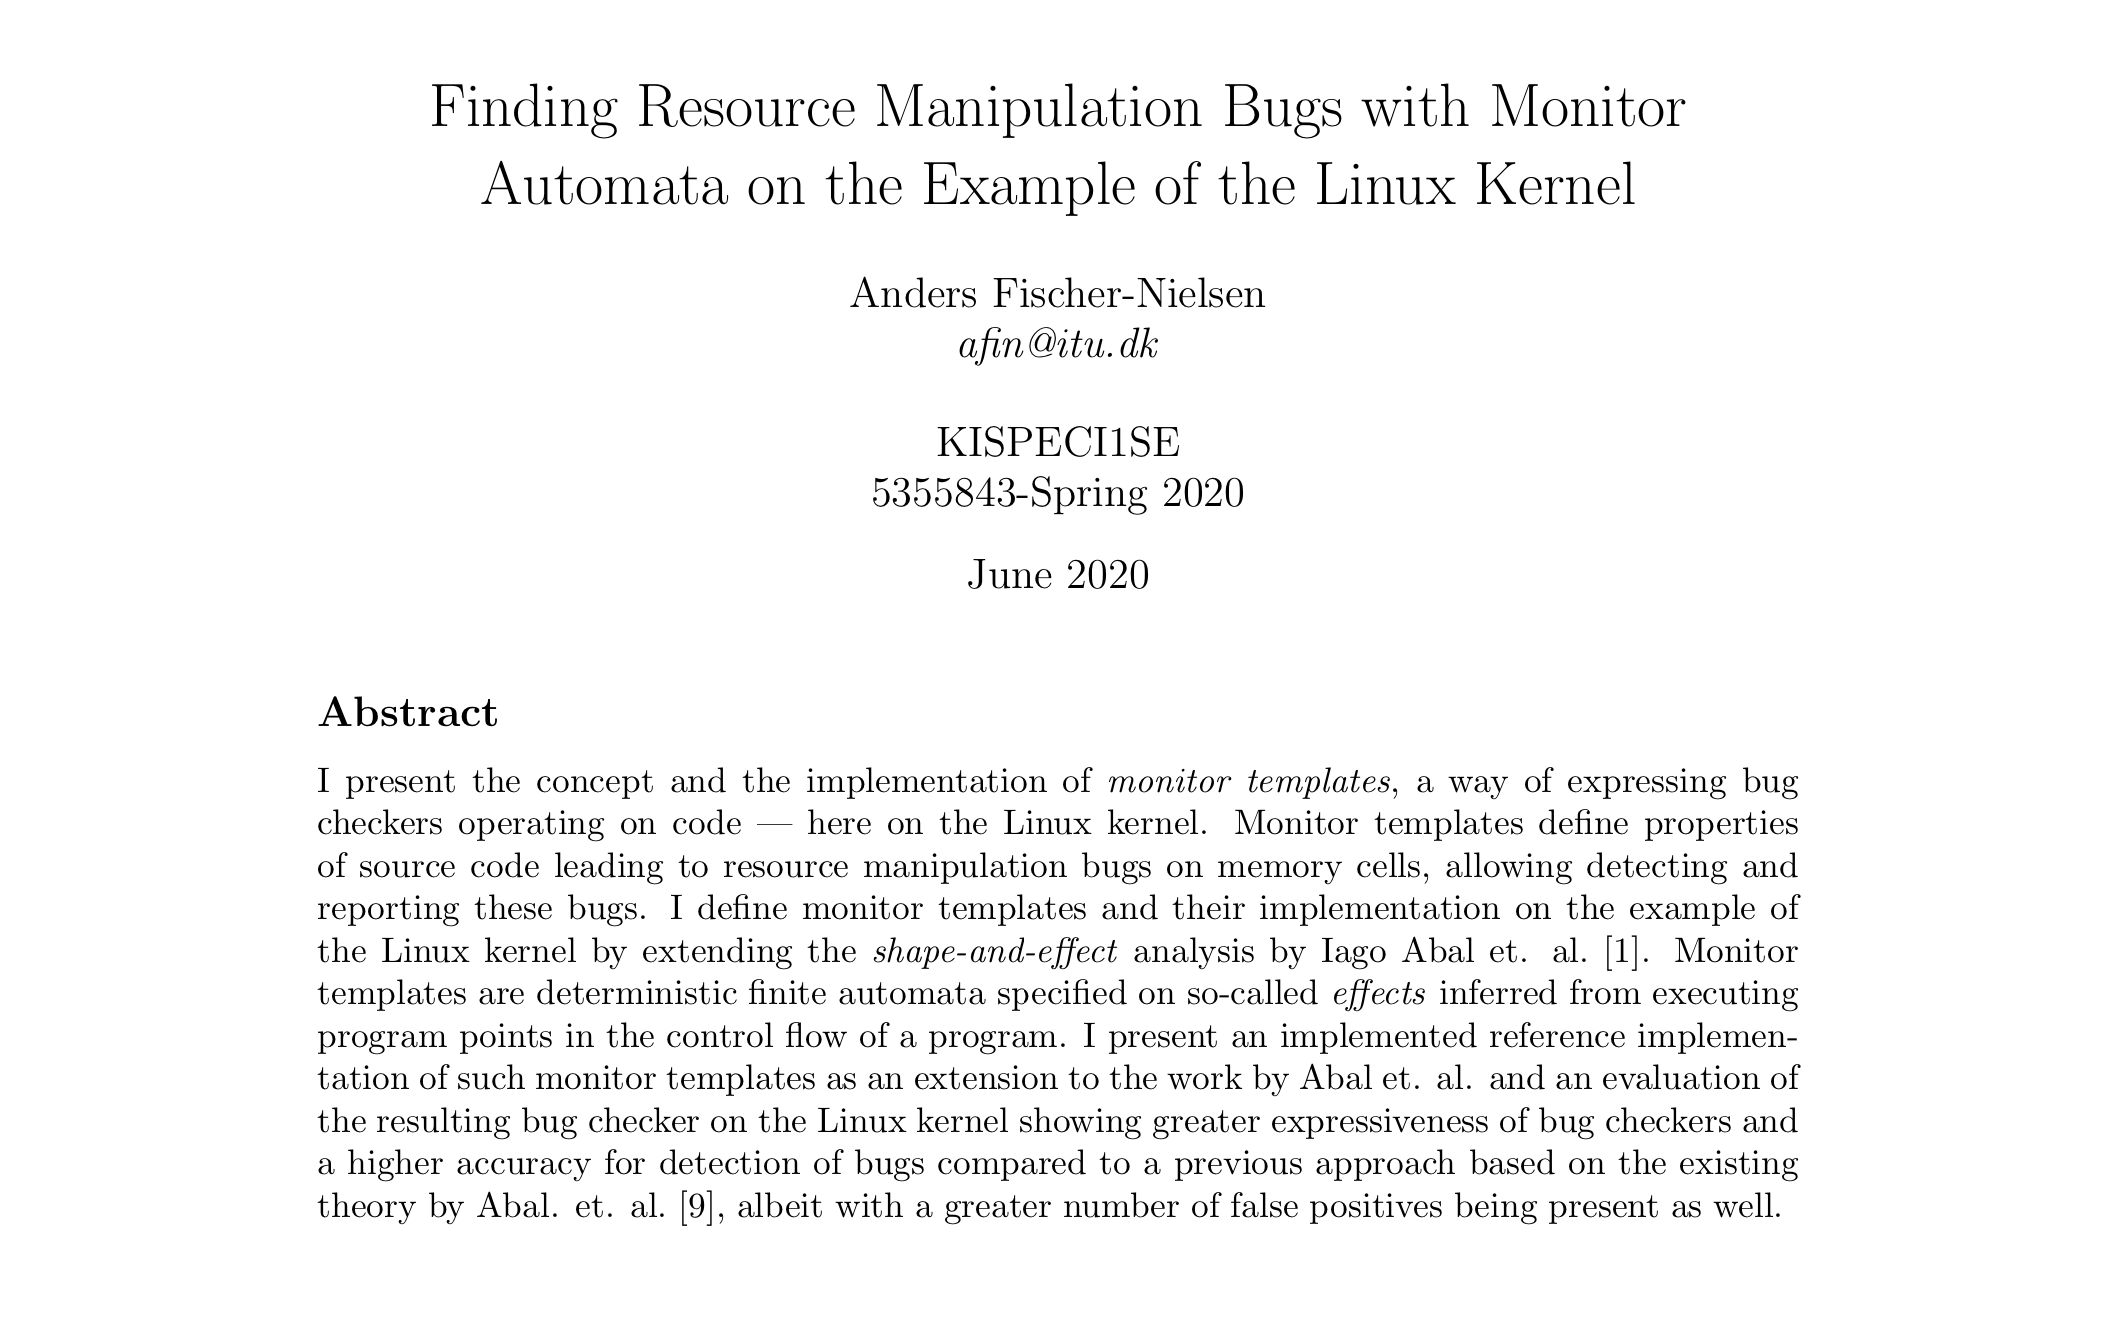 Finding Resource Manipulation Bugs with Monitor
Automata on the Example of the Linux Kernel
Anders Fischer-Nielsen
afin@itu.dk
KISPECI1SE
5355843-Spring 2020
June 2020
Abstract
I present the concept and the implementation of monitor templates, a way of expressing bug
checkers operating on code — here on the Linux kernel. Monitor templates define properties
of source code leading to resource manipulation bugs on memory cells, allowing detecting and
reporting these bugs. I define monitor templates and their implementation on the example of
the Linux kernel by extending the shape-and-effect analysis by Iago Abal et. al. [1]. Monitor
templates are deterministic finite automata specified on so-called effects inferred from executing
program points in the control flow of a program. I present an implemented reference implemen-
tation of such monitor templates as an extension to the work by Abal et. al. and an evaluation of
the resulting bug checker on the Linux kernel showing greater expressiveness of bug checkers and
a higher accuracy for detection of bugs compared to a previous approach based on the existing
theory by Abal. et. al. [9], albeit with a greater number of false positives being present as well.